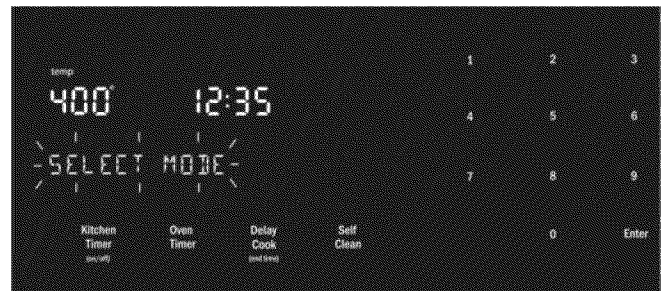 temp
400° 12:35
SELECT MODE
Kitchen Timer (on/off)
Oven Timer
Delay Cook (end time)
Self Clean
1 2 3
4 5 6
7 8 9
0 Enter